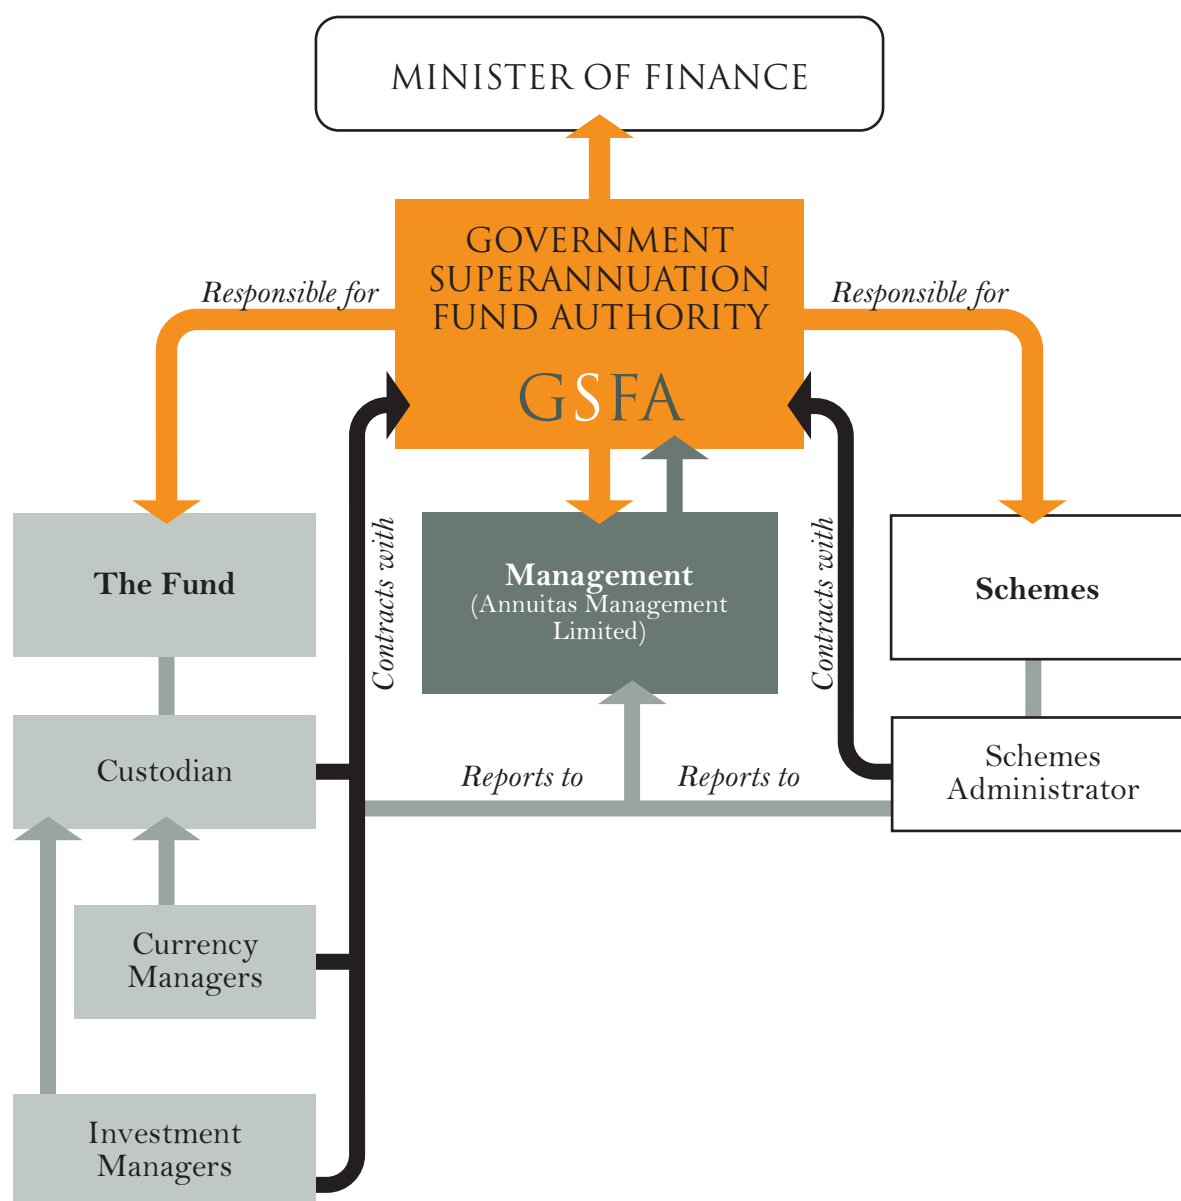 MINISTER OF FINANCE
GOVERNMENT
SUPERANNUATION
FUND AUTHORITY
GSFA
Responsible for
Responsible for
The Fund
Contracts with
Management
(Annuitas Management
Limited)
Contracts with
Schemes
Custodian
Reports to
Reports to
Schemes
Administrator
Currency
Managers
Investment
Managers